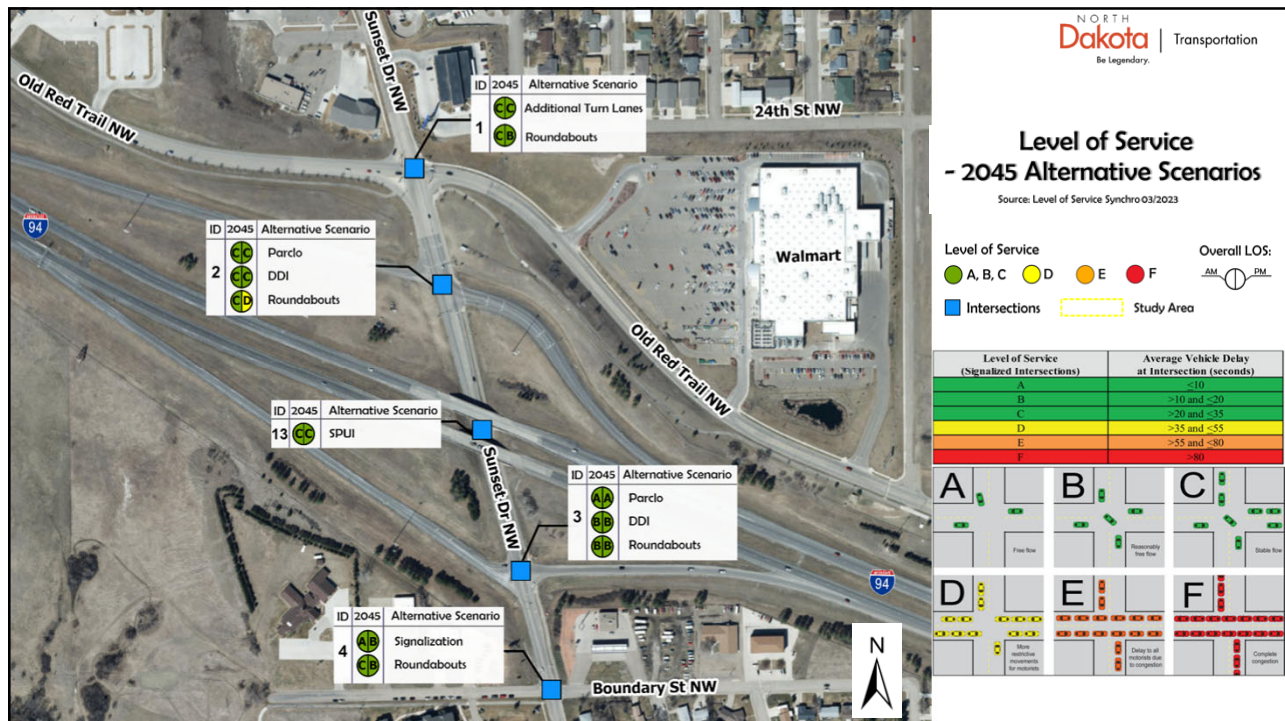 Sunset Dr NW
Old Red Trail NW
24th St NW
ID 2045 Alternative Scenario
1
C C Additional Turn Lanes
C B Roundabouts
94
ID 2045 Alternative Scenario
2
C C Parclo
C C DDI
C D Roundabouts
Walmart
Old Red Trail NW
ID 2045 Alternative Scenario
13 C C SPUI
Sunset Dr NW
ID 2045 Alternative Scenario
3
A A Parclo
B B DDI
B B Roundabouts
94
ID 2045 Alternative Scenario
4
A B Signalization
C B Roundabouts
Boundary St NW
N
NORTH
Dakota | Transportation
Be Legendary.
Level of Service
- 2045 Alternative Scenarios
Source: Level of Service Synchro 03/2023
Level of Service
A, B, C D E F
Overall LOS:
AM PM
Intersections Study Area
Level of Service Average Vehicle Delay
(Signalized Intersections) at Intersection (seconds)
A ≤10
B >10 and ≤20
C >20 and ≤35
D >35 and ≤55
E >55 and ≤80
F >80
A B C
Free flow
Reasonably
free flow
Stable flow
D E F
More
restrictive
movements
for motorists
Delay to all
motorists due
to congestion
Complete
congestion